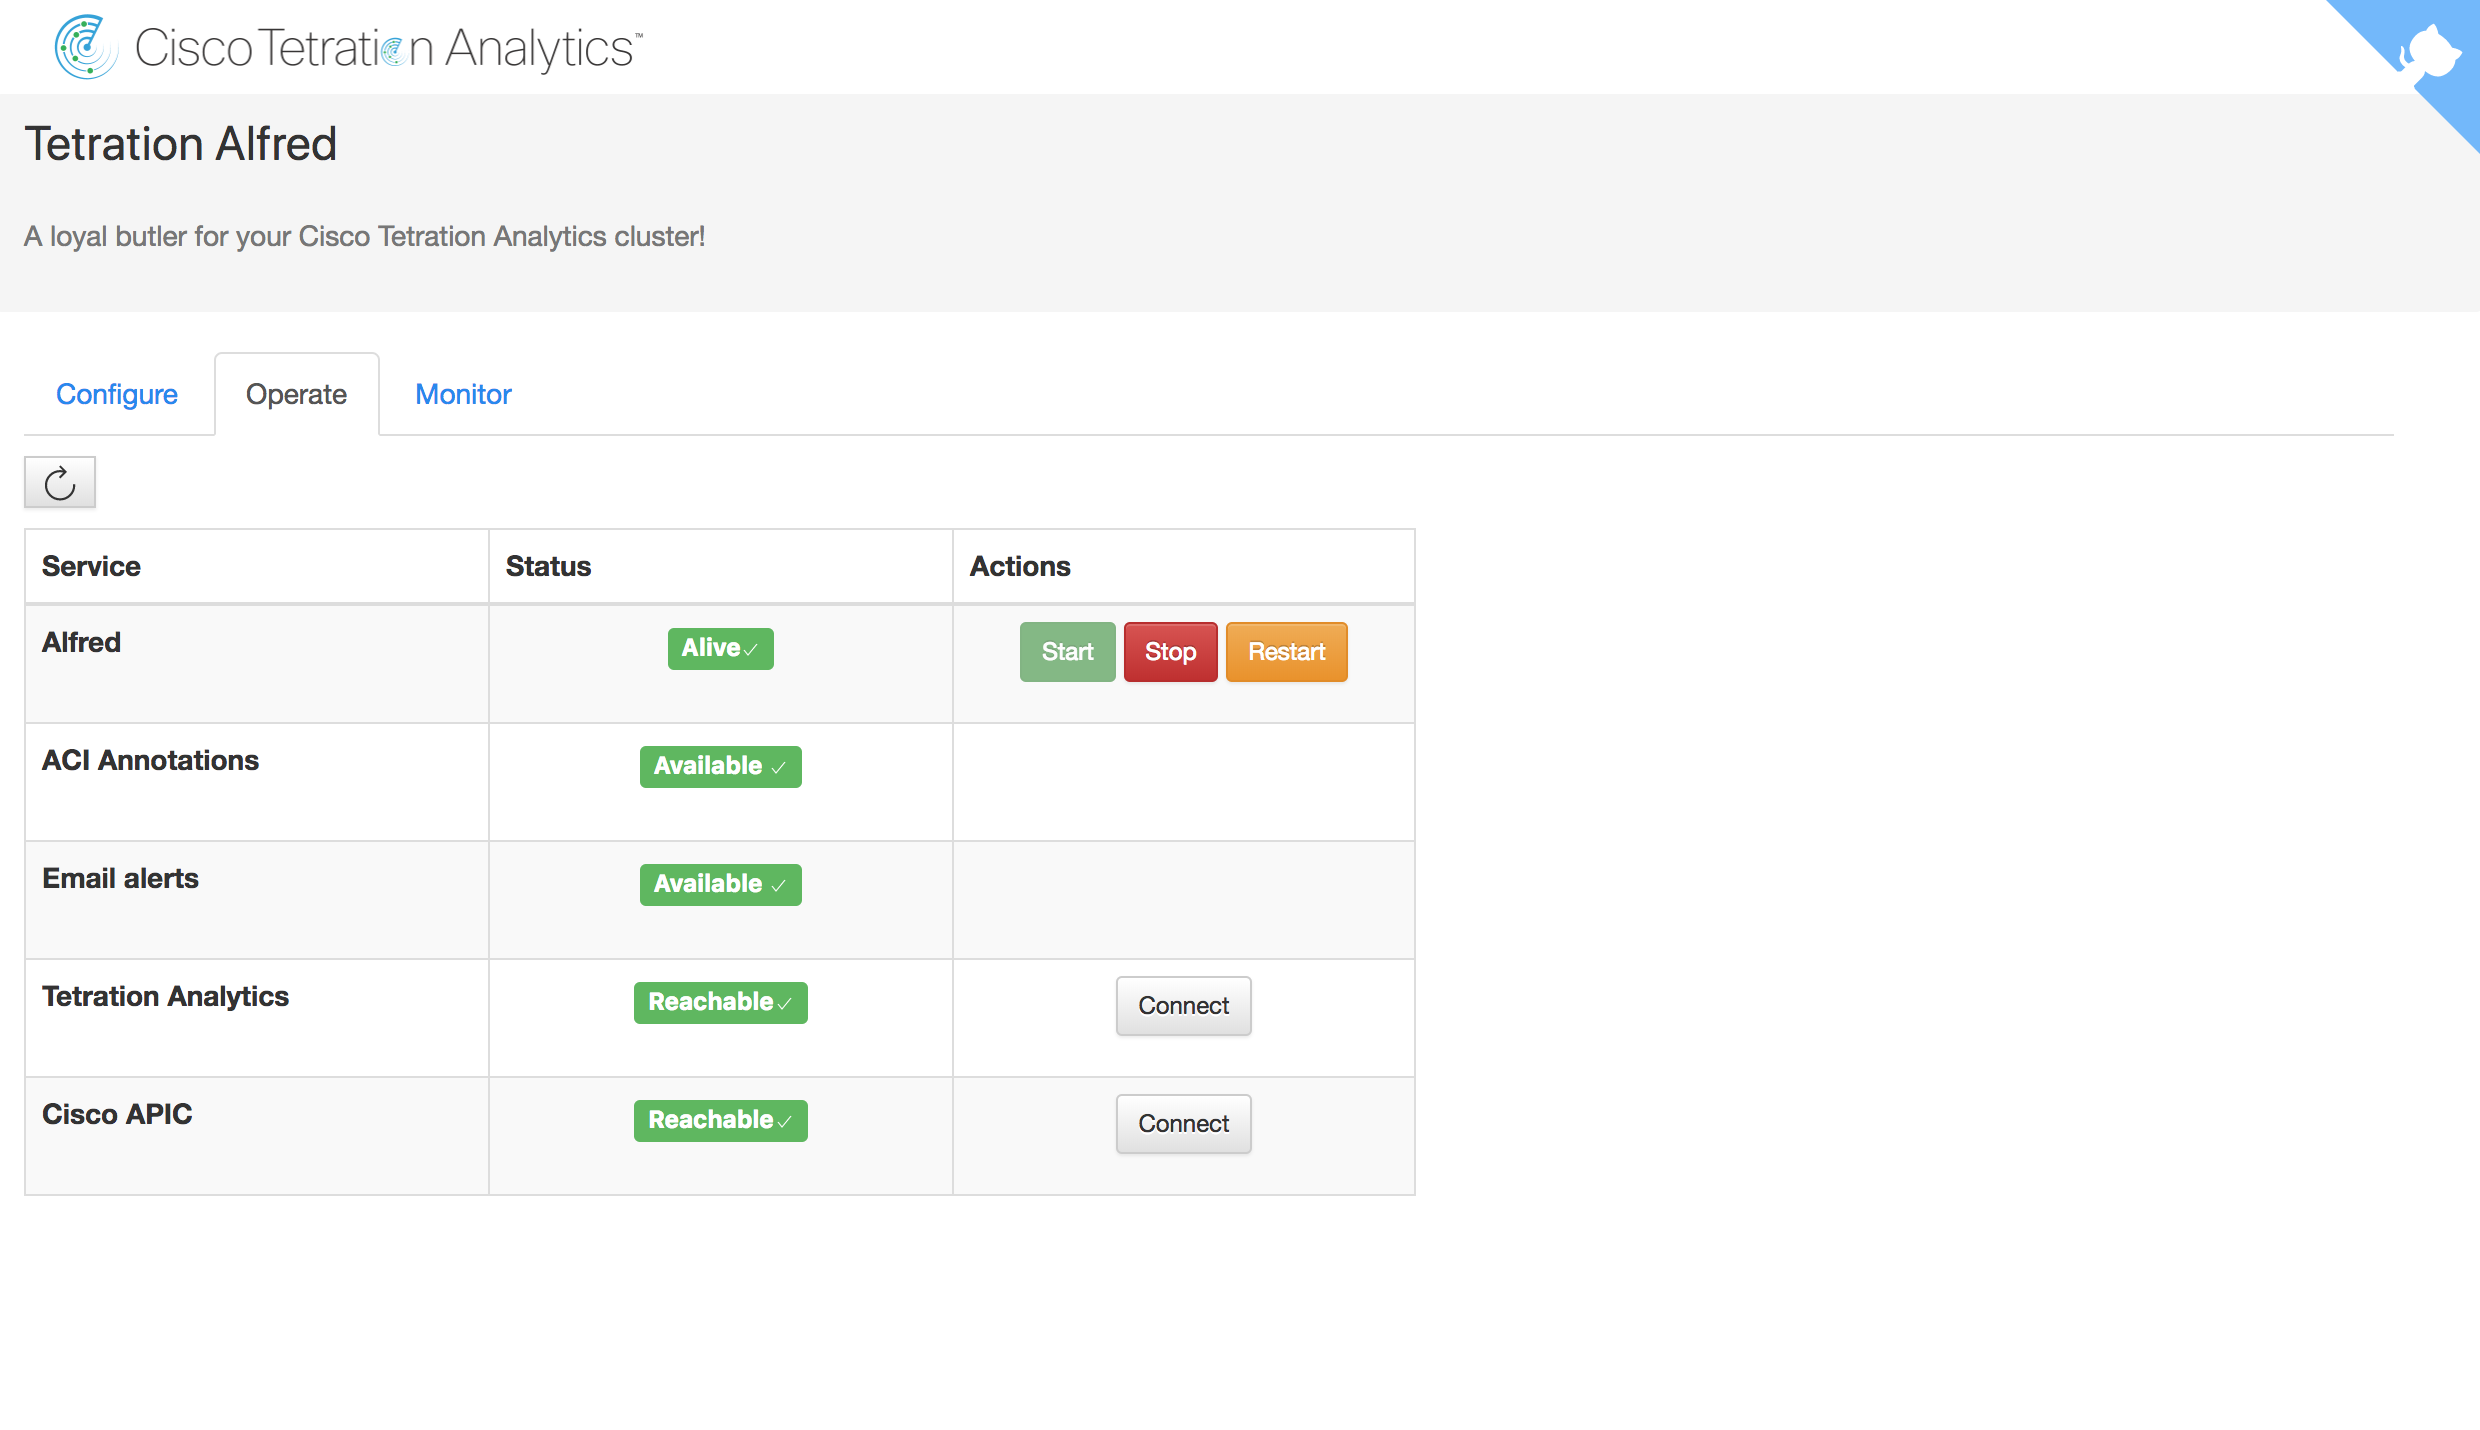 Cisco Tetration Analytics™
Tetration Alfred
A loyal butler for your Cisco Tetration Analytics cluster!
Configure Operate Monitor
Service Status Actions
Alfred Alive ✓ Start Stop Restart
ACI Annotations Available ✓
Email alerts Available ✓
Tetration Analytics Reachable ✓ Connect
Cisco APIC Reachable ✓ Connect